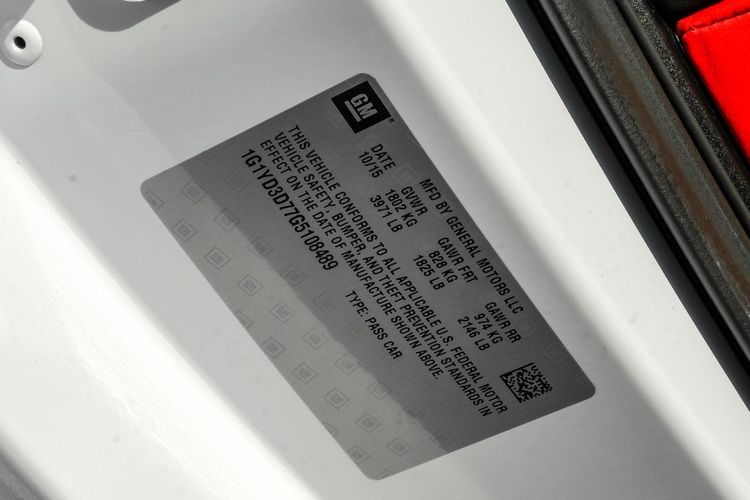 GM
MFD BY GENERAL MOTORS LLC
DATE GVWR GAWR FRT GAWR RR
10/16 1802 KG 828 KG 974 KG
3971 LB 1825 LB 2146 LB
THIS VEHICLE CONFORMS TO ALL APPLICABLE U.S. FEDERAL MOTOR
VEHICLE SAFETY, BUMPER, AND THEFT PREVENTION STANDARDS IN
EFFECT ON THE DATE OF MANUFACTURE SHOWN ABOVE.
1G1YD3D77G5108489
TYPE: PASS CAR